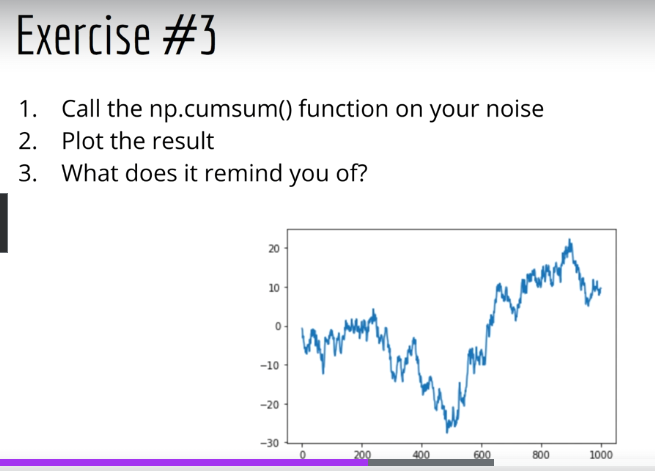 Exercise #3
1. Call the np.cumsum() function on your noise
2. Plot the result
3. What does it remind you of?
20
10
0
−10
−20
−30
0 200 400 600 800 1000